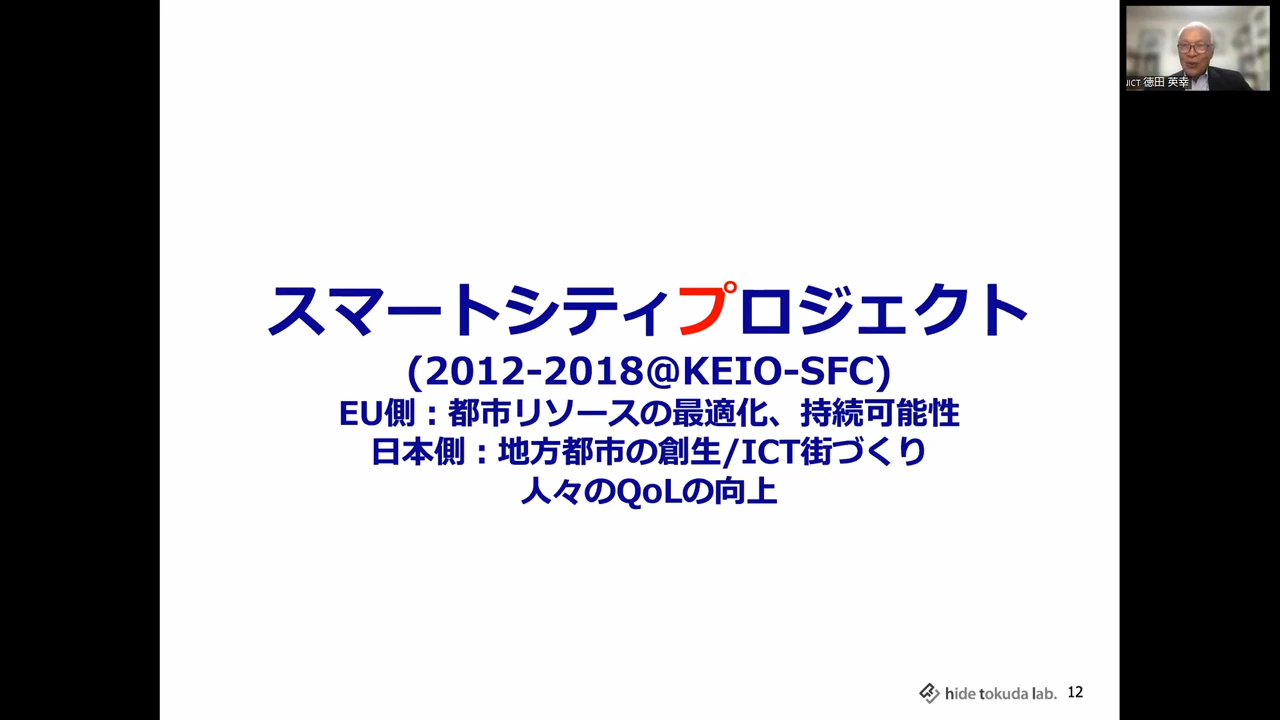 スマートシティプロジェクト
(2012-2018@KEIO-SFC)
EU側：都市リソースの最適化、持続可能性
日本側：地方都市の創生/ICT街づくり
人々のQoLの向上
hide tokuda lab. 12
NICT 徳田 英幸